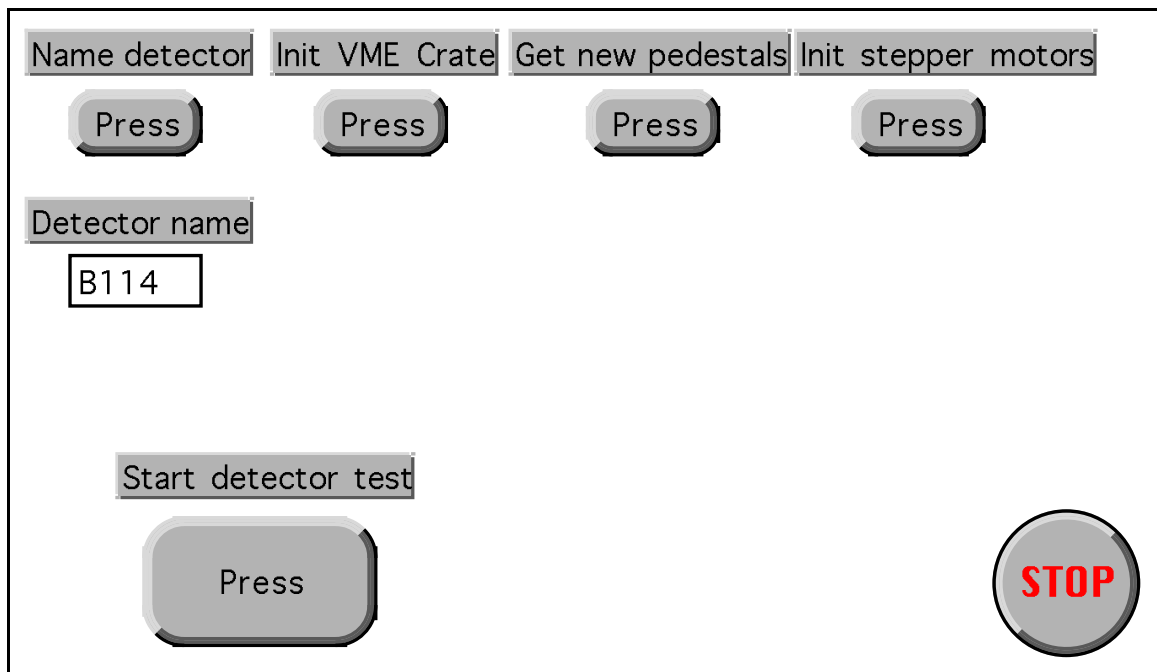 Name detector Init VME Crate Get new pedestals Init stepper motors
Press Press Press Press
Detector name
B114
Start detector test
Press
STOP